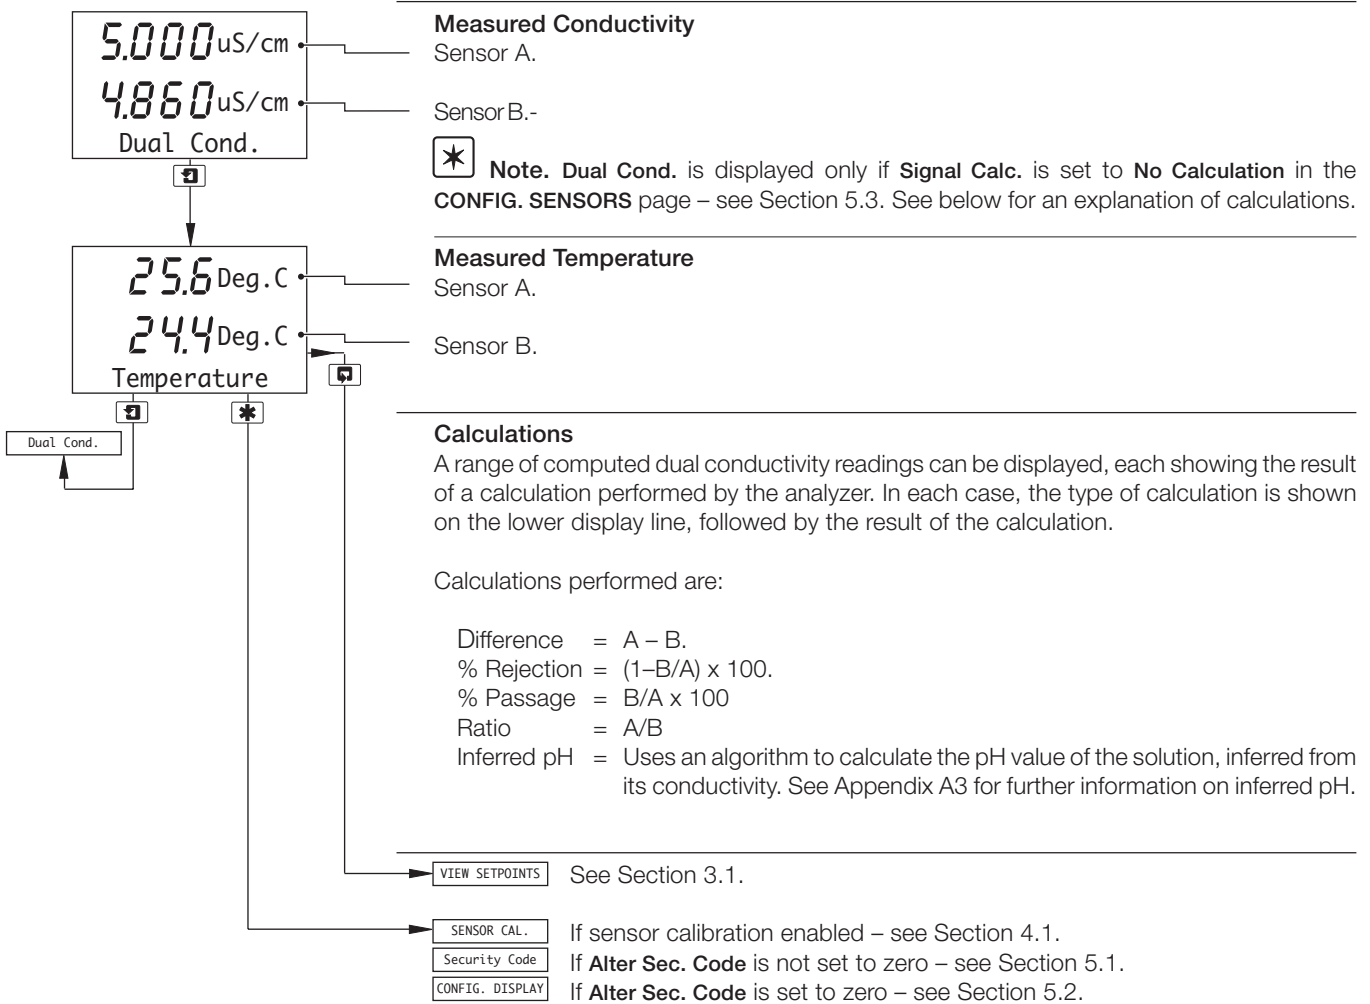 5.000 uS/cm
4.860 uS/cm
Dual Cond.
Measured Conductivity
Sensor A.
Sensor B.-
Note. Dual Cond. is displayed only if Signal Calc. is set to No Calculation in the
CONFIG. SENSORS page – see Section 5.3. See below for an explanation of calculations.
25.6 Deg.C
24.4 Deg.C
Temperature
Dual Cond.
Measured Temperature
Sensor A.
Sensor B.
Calculations
A range of computed dual conductivity readings can be displayed, each showing the result
of a calculation performed by the analyzer. In each case, the type of calculation is shown
on the lower display line, followed by the result of the calculation.
Calculations performed are:
Difference = A – B.
% Rejection = (1–B/A) x 100.
% Passage = B/A x 100
Ratio = A/B
Inferred pH = Uses an algorithm to calculate the pH value of the solution, inferred from
its conductivity. See Appendix A3 for further information on inferred pH.
VIEW SETPOINTS See Section 3.1.
SENSOR CAL. If sensor calibration enabled – see Section 4.1.
Security Code If Alter Sec. Code is not set to zero – see Section 5.1.
CONFIG. DISPLAY If Alter Sec. Code is set to zero – see Section 5.2.